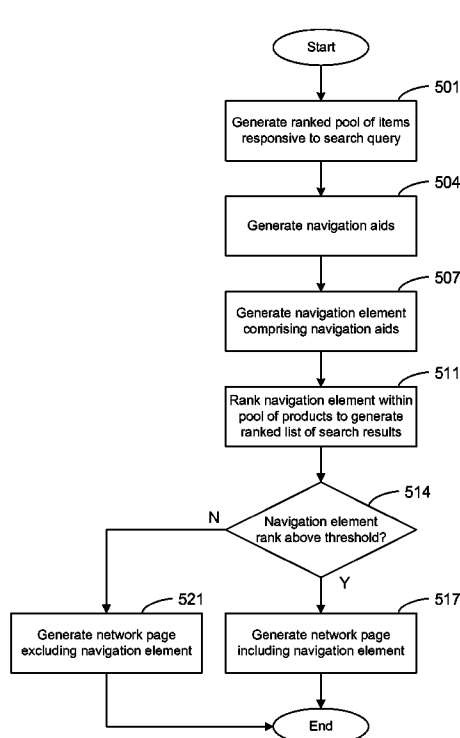 Start
501
Generate ranked pool of items
responsive to search query
504
Generate navigation aids
507
Generate navigation element
comprising navigation aids
511
Rank navigation element within
pool of products to generate
ranked list of search results
514
Navigation element
rank above threshold?
N
Y
521
Generate network page
excluding navigation element
517
Generate network page
including navigation element
End